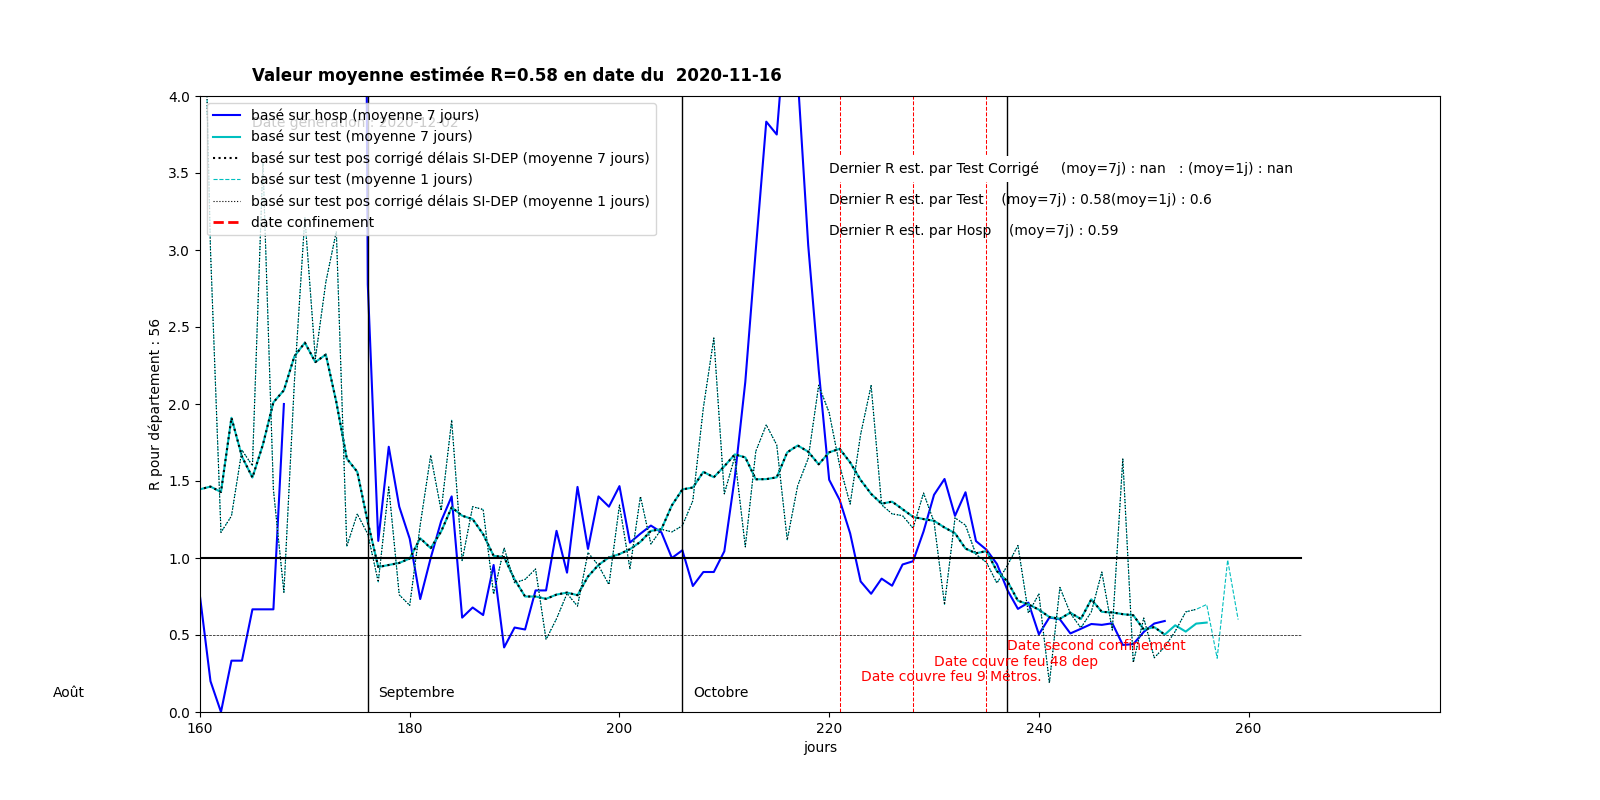 Valeur moyenne estimée R=0.58 en date du  2020-11-16
Date génération : 2020-12-02
basé sur hosp (moyenne 7 jours)
basé sur test (moyenne 7 jours)
basé sur test pos corrigé délais SI-DEP (moyenne 7 jours)
basé sur test (moyenne 1 jours)
basé sur test pos corrigé délais SI-DEP (moyenne 1 jours)
date confinement
Dernier R est. par Test Corrigé     (moy=7j) : nan   : (moy=1j) : nan
Dernier R est. par Test    (moy=7j) : 0.58(moy=1j) : 0.6
Dernier R est. par Hosp    (moy=7j) : 0.59
R pour département : 56
4.0
3.5
3.0
2.5
2.0
1.5
1.0
0.5
0.0
Date second confinement
Date couvre feu 48 dep
Date couvre feu 9 Métros.
Août
Septembre
Octobre
160
180
200
220
240
260
jours